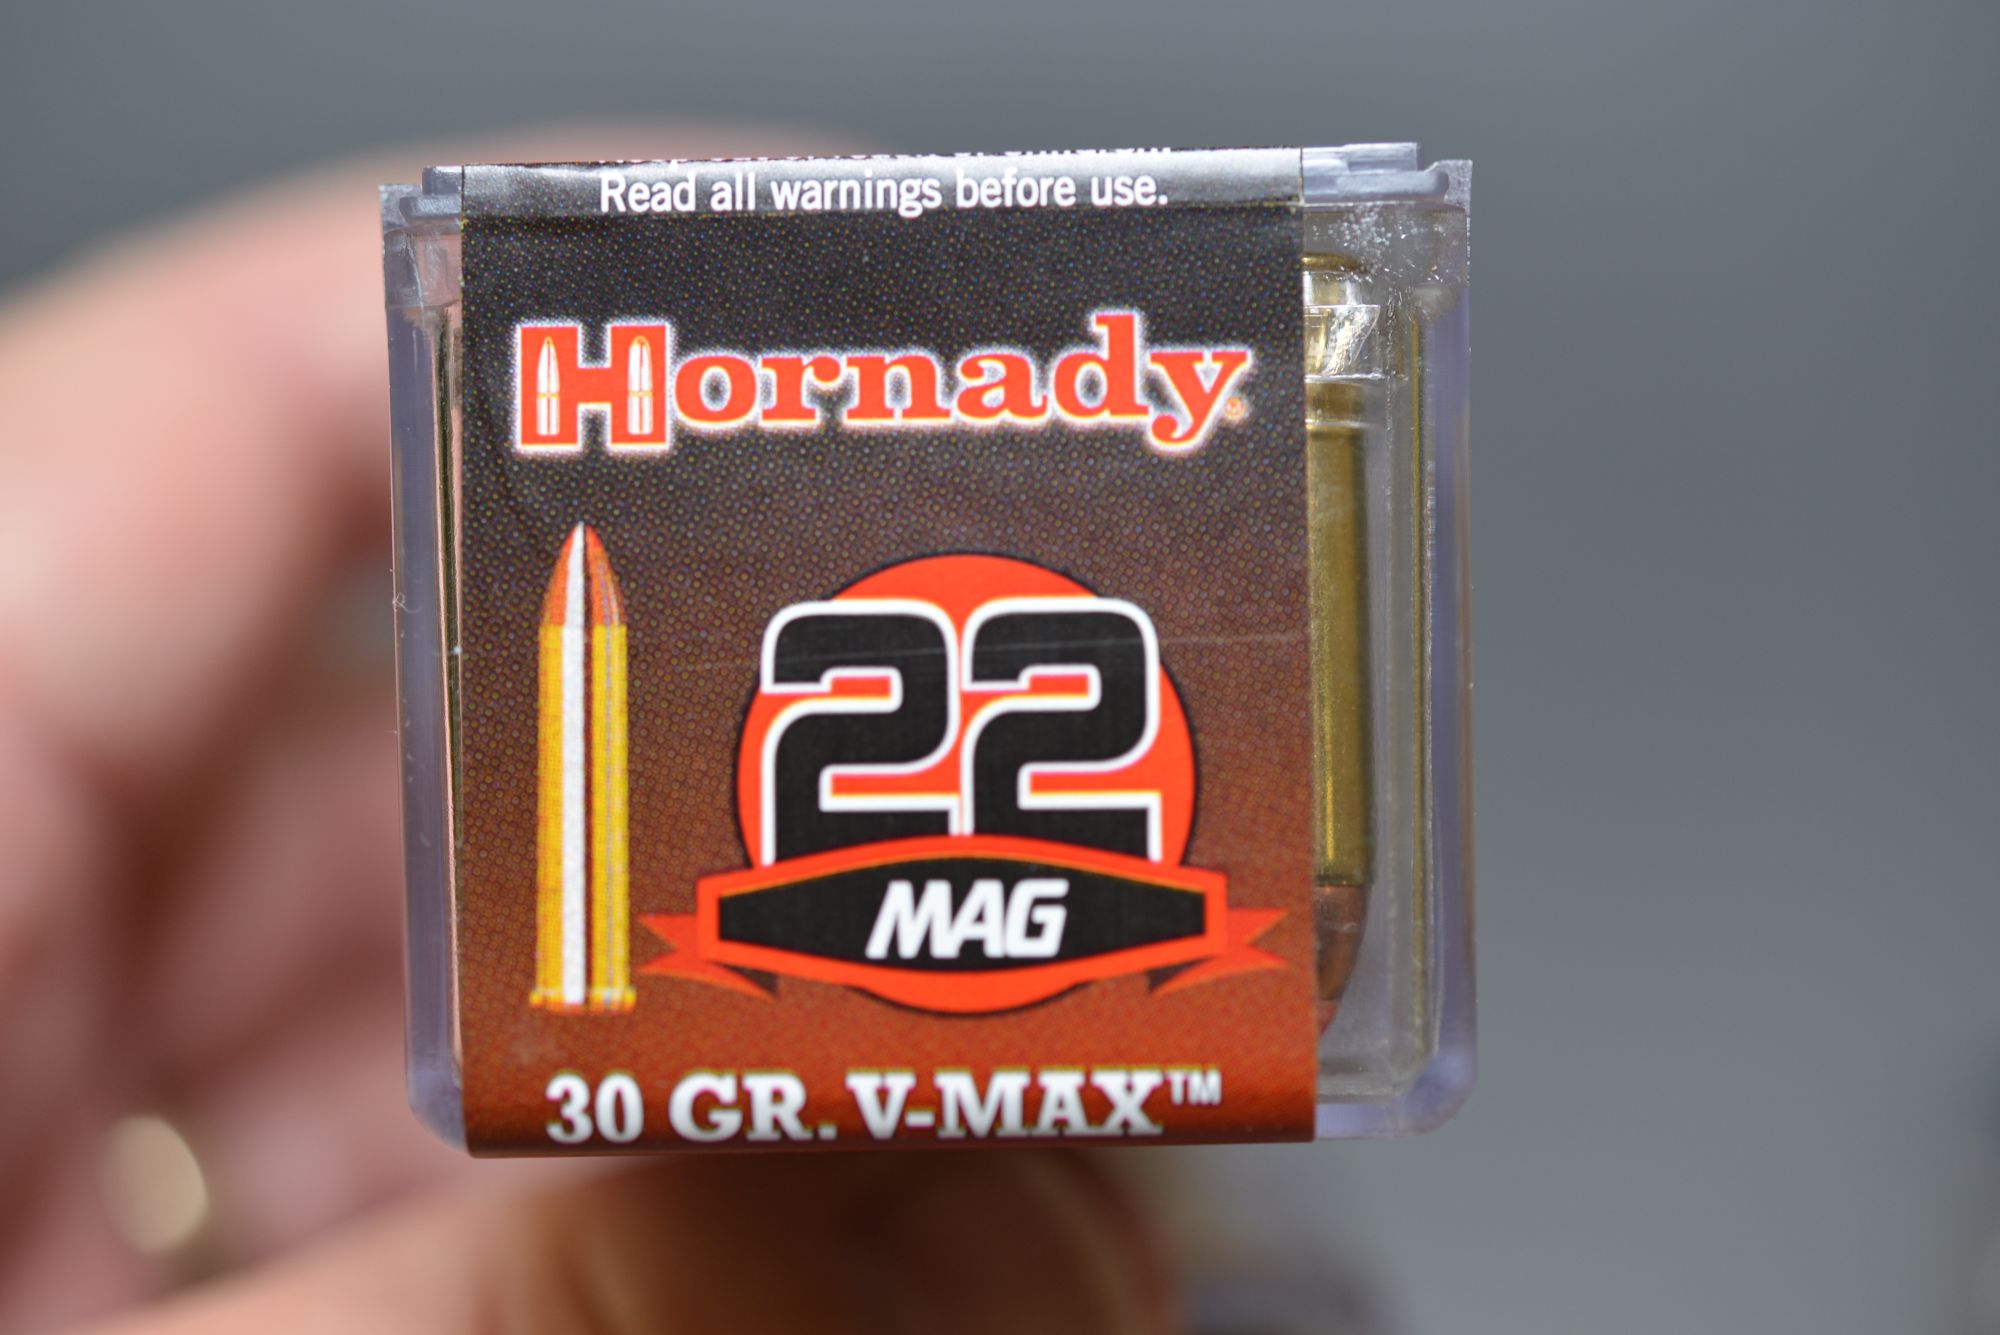 Read all warnings before use.
Hornady®
22
MAG
30 GR. V-MAX™